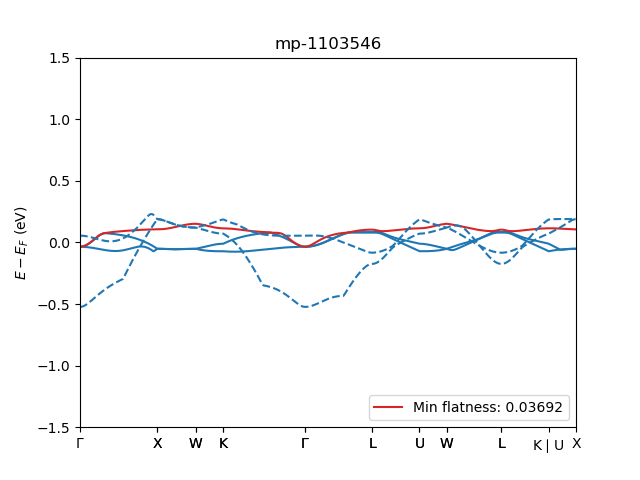 mp-1103546
1.5
1.0
0.5
0.0
−0.5
−1.0
−1.5
E − E_F (eV)
Min flatness: 0.03692
Γ X W K Γ L U W L K | U X